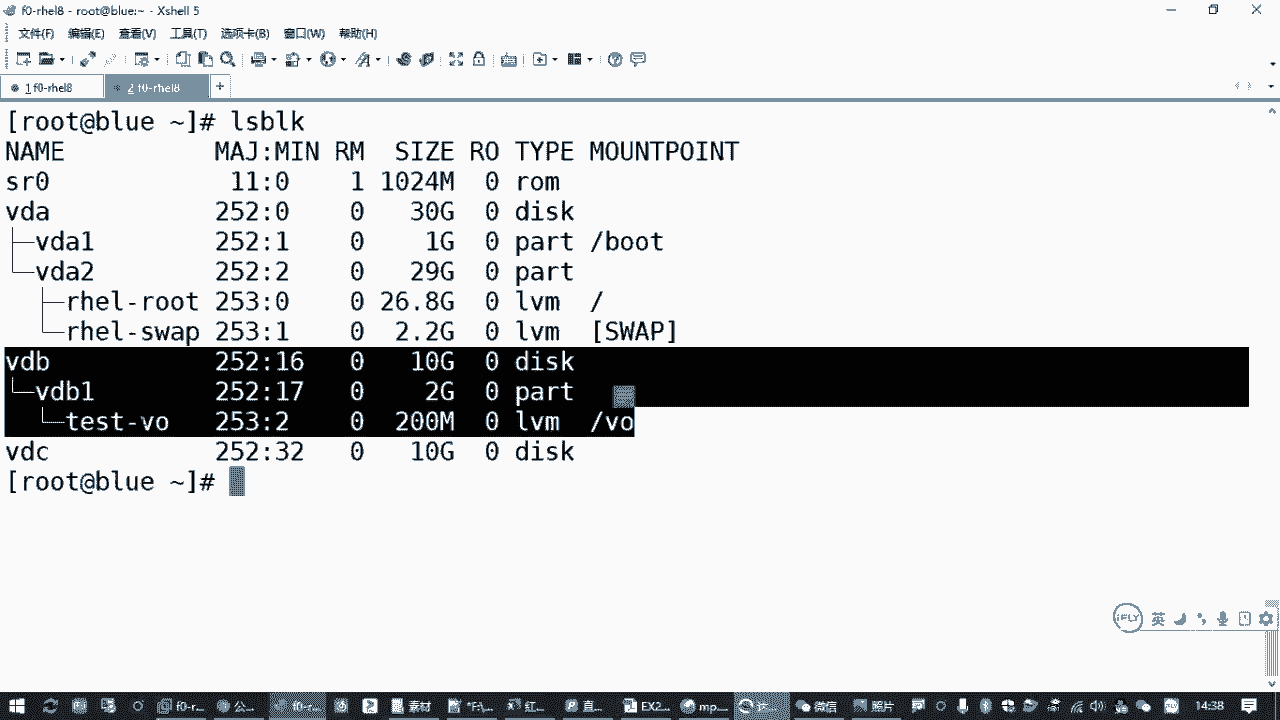 f0-rhel8 - root@blue:~ - Xshell 5
文件(F) 编辑(E) 查看(V) 工具(T) 选项卡(B) 窗口(W) 帮助(H)
1 f0-rhel8 2 f0-rhel8 +
[root@blue ~]# lsblk
NAME MAJ:MIN RM SIZE RO TYPE MOUNTPOINT
sr0 11:0 1 1024M 0 rom
vda 252:0 0 30G 0 disk
├─vda1 252:1 0 1G 0 part /boot
└─vda2 252:2 0 29G 0 part
├─rhel-root 253:0 0 26.8G 0 lvm /
└─rhel-swap 253:1 0 2.2G 0 lvm [SWAP]
vdb 252:16 0 10G 0 disk
└─vdb1 252:17 0 2G 0 part
└─test-vo 253:2 0 200M 0 lvm /vo
vdc 252:32 0 10G 0 disk
[root@blue ~]#
iFLY 英
f0-r... 公... f0-r... 素材 "F:\... 红... 直... EX2... mp... 微信 照片 14:38